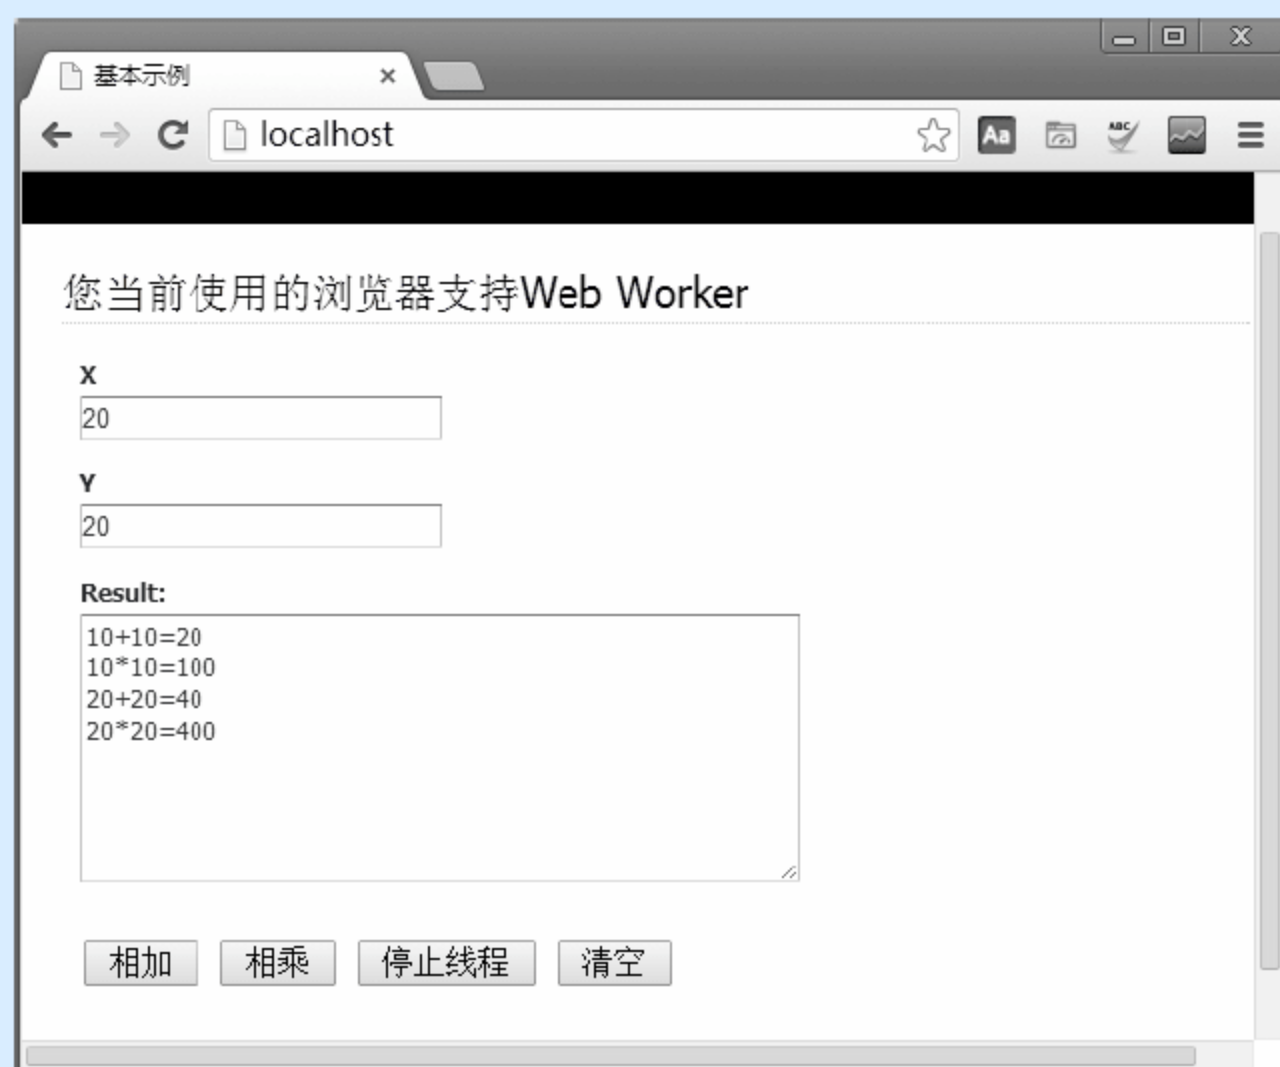 基本示例
localhost
Aa
ABC
您当前使用的浏览器支持Web Worker
X
20
Y
20
Result:
10+10=20
10*10=100
20+20=40
20*20=400
相加 相乘 停止线程 清空